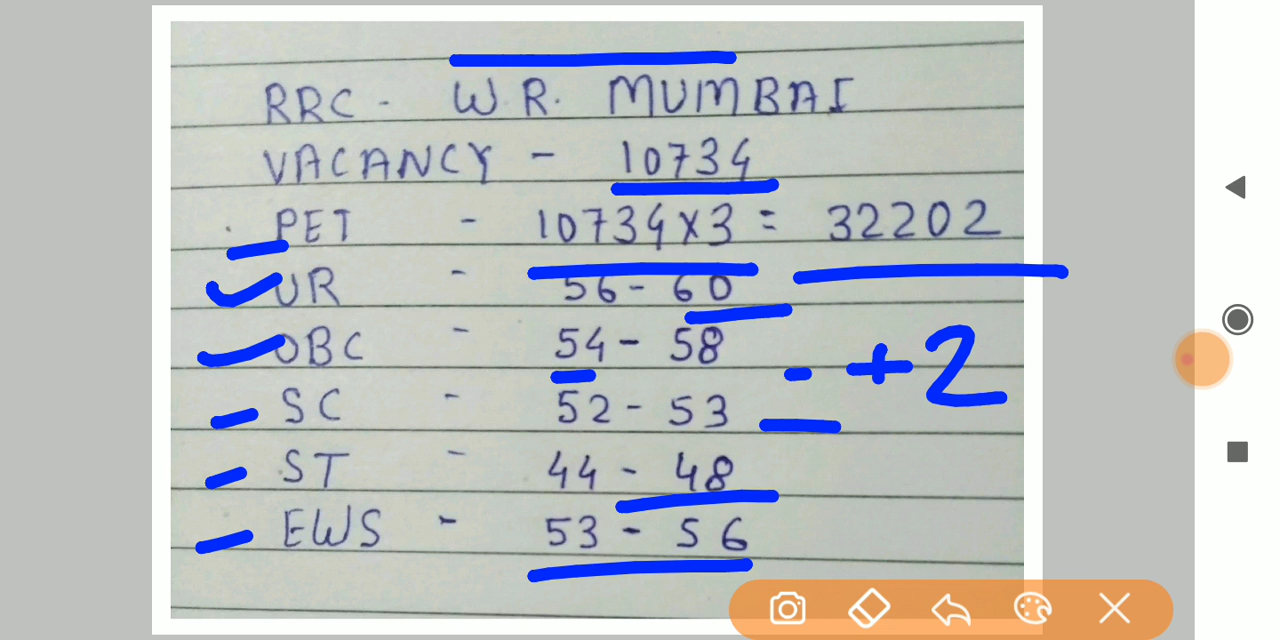 RRC - W.R. MUMBAI
VACANCY - 10734
PET - 10734x3 = 32202
UR - 56-60
OBC - 54-58
+2
SC - 52-53
ST - 44-48
EWS - 53-56